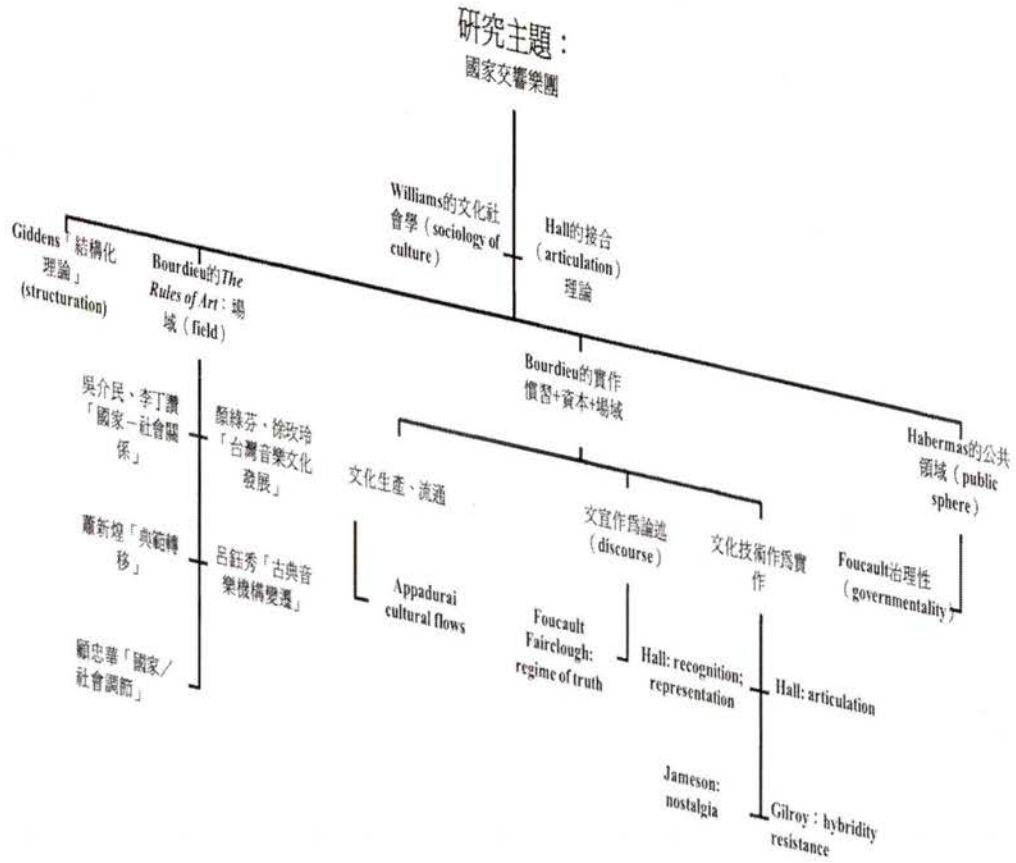 研究主題：
國家交響樂團
Williams的文化社
會學（sociology of
culture）
Hall的接合
（articulation）
理論
Giddens「結構化
理論」
(structuration)
Bourdieu的The
Rules of Art：場
域（field）
Bourdieu的實作
慣習+資本+場域
Habermas的公共
領域（public
sphere）
吳介民、李丁讚
「國家－社會關
係」
顏綠芬、徐玫玲
「台灣音樂文化
發展」
蕭新煌「典範轉
移」
呂鈺秀「古典音
樂機構變遷」
顧忠華「國家／
社會調節」
文化生產、流通
Appadurai
cultural flows
文宣作為論述
（discourse）
Foucault
Fairclough:
regime of truth
文化技術作為實
作
Hall: recognition;
representation
Hall: articulation
Jameson:
nostalgia
Gilroy：hybridity
resistance
Foucault治理性
（governmentality）